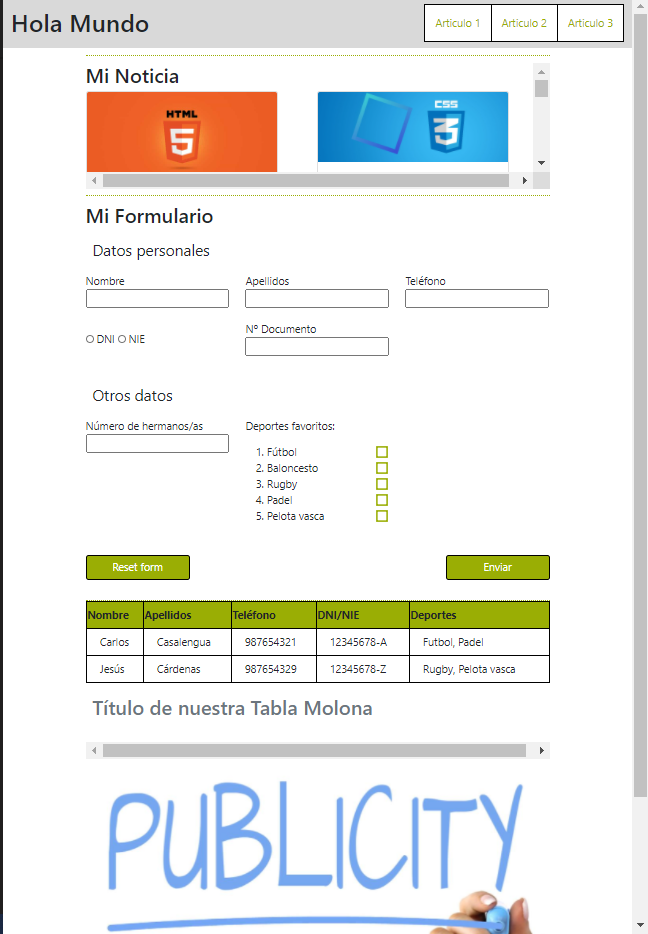 Hola Mundo
Articulo 1 Articulo 2 Articulo 3
Mi Noticia
HTML
5
CSS
3
Mi Formulario
Datos personales
Nombre Apellidos Teléfono
DNI NIE Nº Documento
Otros datos
Número de hermanos/as Deportes favoritos:
1. Fútbol
2. Baloncesto
3. Rugby
4. Padel
5. Pelota vasca
Reset form Enviar
Nombre Apellidos Teléfono DNI/NIE Deportes
Carlos Casalengua 987654321 12345678-A Futbol, Padel
Jesús Cárdenas 987654329 12345678-Z Rugby, Pelota vasca
Título de nuestra Tabla Molona
PUBLICITY